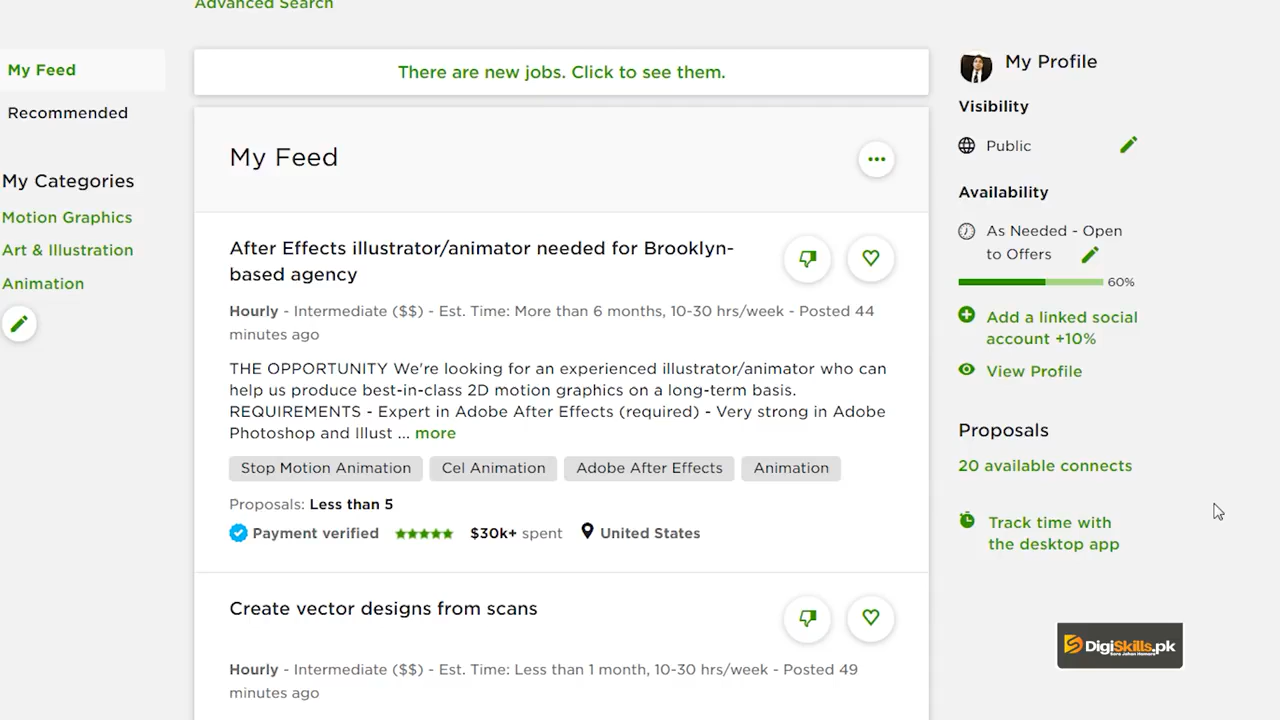 Advanced Search
My Feed
Recommended
My Categories
Motion Graphics
Art & Illustration
Animation
There are new jobs. Click to see them.
My Feed
After Effects illustrator/animator needed for Brooklyn-
based agency
Hourly - Intermediate ($$) - Est. Time: More than 6 months, 10-30 hrs/week - Posted 44
minutes ago
THE OPPORTUNITY We're looking for an experienced illustrator/animator who can
help us produce best-in-class 2D motion graphics on a long-term basis.
REQUIREMENTS - Expert in Adobe After Effects (required) - Very strong in Adobe
Photoshop and Illust ... more
Stop Motion Animation Cel Animation Adobe After Effects Animation
Proposals: Less than 5
Payment verified $30k+ spent United States
Create vector designs from scans
Hourly - Intermediate ($$) - Est. Time: Less than 1 month, 10-30 hrs/week - Posted 49
minutes ago
My Profile
Visibility
Public
Availability
As Needed - Open
to Offers
60%
Add a linked social
account +10%
View Profile
Proposals
20 available connects
Track time with
the desktop app
DigiSkills.pk